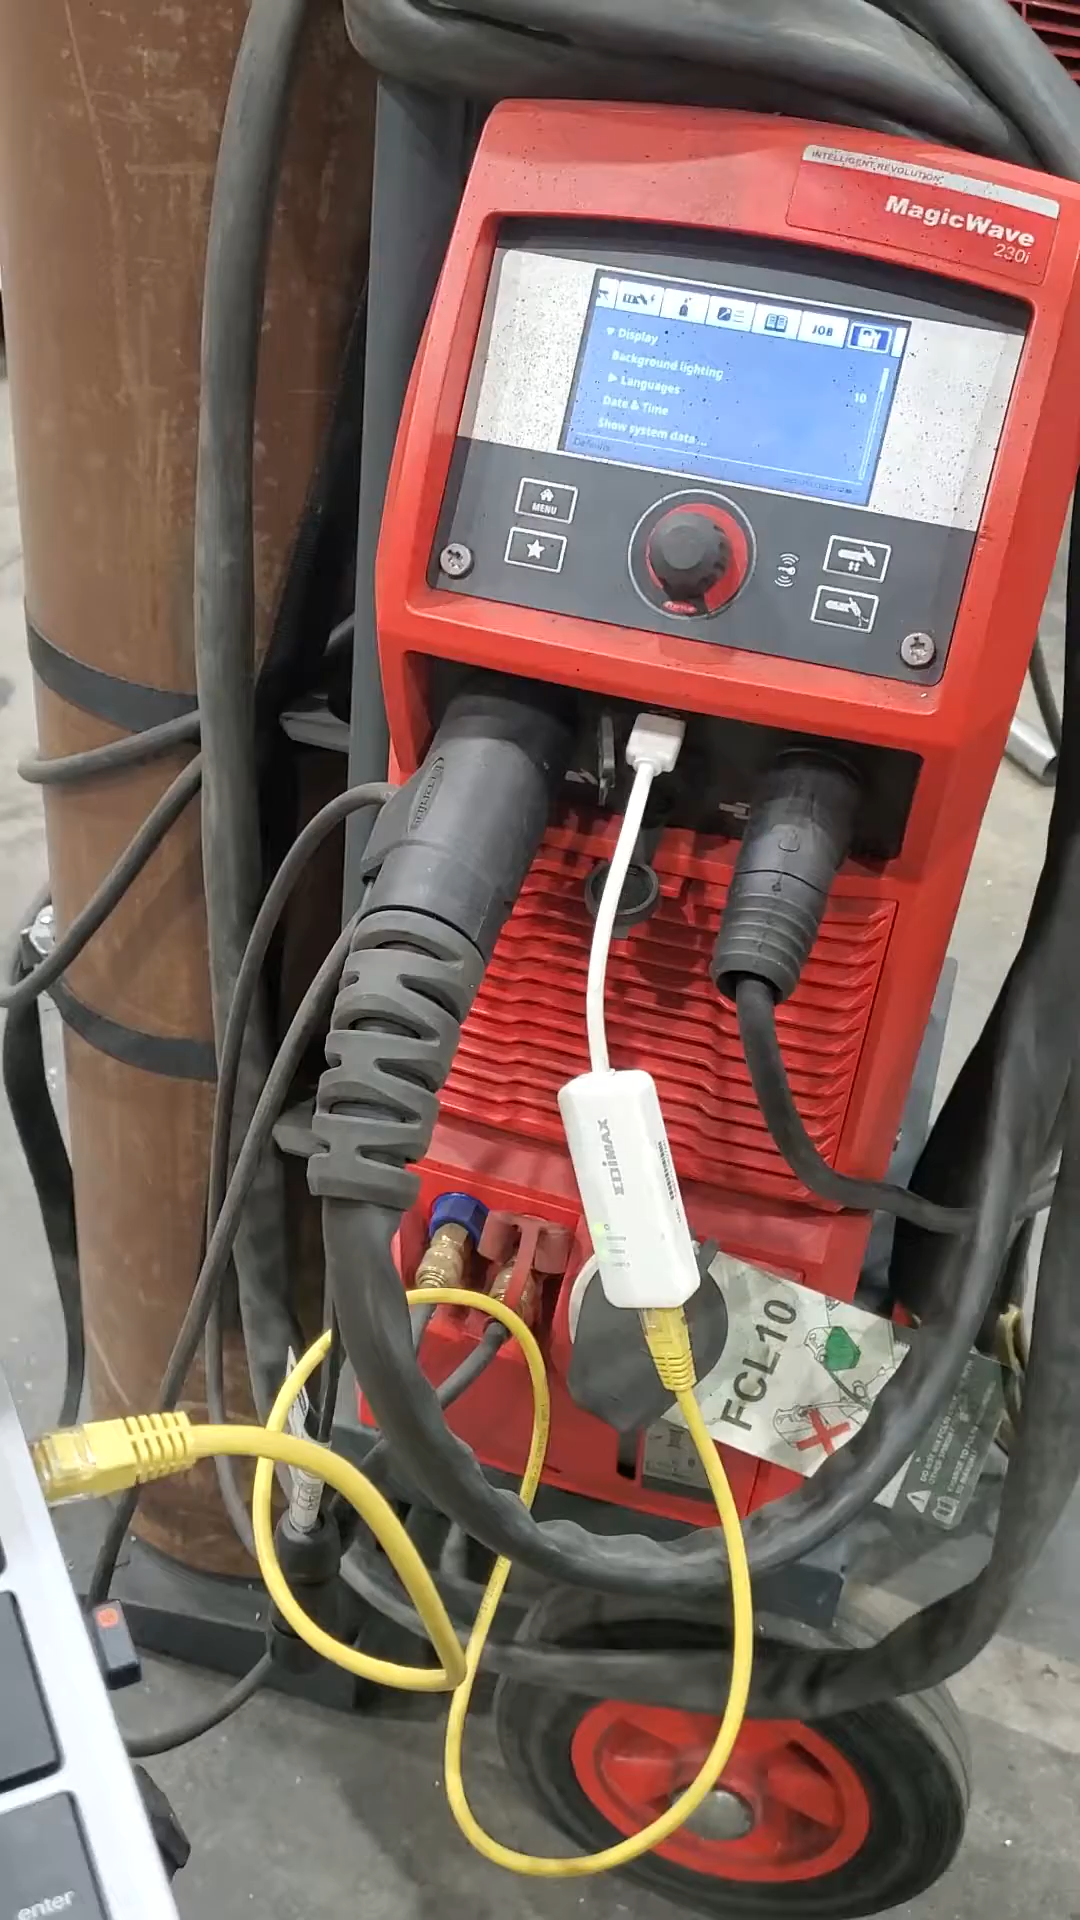 INTELLIGENT REVOLUTION
MagicWave
230i
JOB
Display
Background lighting
10
Languages
Date & Time
Show system data ...
MENU
Fronius
EDIMAX
FCL10
enter